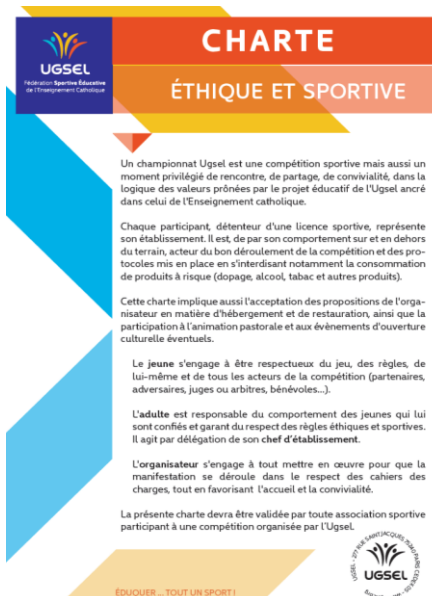 CHARTE
UGSEL
Fédération Sportive Éducative
de l'Enseignement Catholique
ÉTHIQUE ET SPORTIVE
Un championnat Ugsel est une compétition sportive mais aussi un
moment privilégié de rencontre, de partage, de convivialité, dans la
logique des valeurs prônées par le projet éducatif de l'Ugsel ancré
dans celui de l'Enseignement catholique.
Chaque participant, détenteur d'une licence sportive, représente
son établissement. Il est, de par son comportement sur et en dehors
du terrain, acteur du bon déroulement de la compétition et des pro-
tocoles mis en place en s'interdisant notamment la consommation
de produits à risque (dopage, alcool, tabac et autres produits).
Cette charte implique aussi l'acceptation des propositions de l'orga-
nisateur en matière d'hébergement et de restauration, ainsi que la
participation à l'animation pastorale et aux évènements d'ouverture
culturelle éventuels.
Le jeune s'engage à être respectueux du jeu, des règles, de
lui-même et de tous les acteurs de la compétition (partenaires,
adversaires, juges ou arbitres, bénévoles...).
L'adulte est responsable du comportement des jeunes qui lui
sont confiés et garant du respect des règles éthiques et sportives.
Il agit par délégation de son chef d'établissement.
L'organisateur s'engage à tout mettre en œuvre pour que la
manifestation se déroule dans le respect des cahiers des
charges, tout en favorisant l'accueil et la convivialité.
La présente charte devra être validée par toute association sportive
participant à une compétition organisée par l'Ugsel.
UGSEL - 277 RUE SAINT JACQUES 75240 PARIS CEDEX 05
UGSEL
ÉDUQUER ... TOUT UN SPORT !